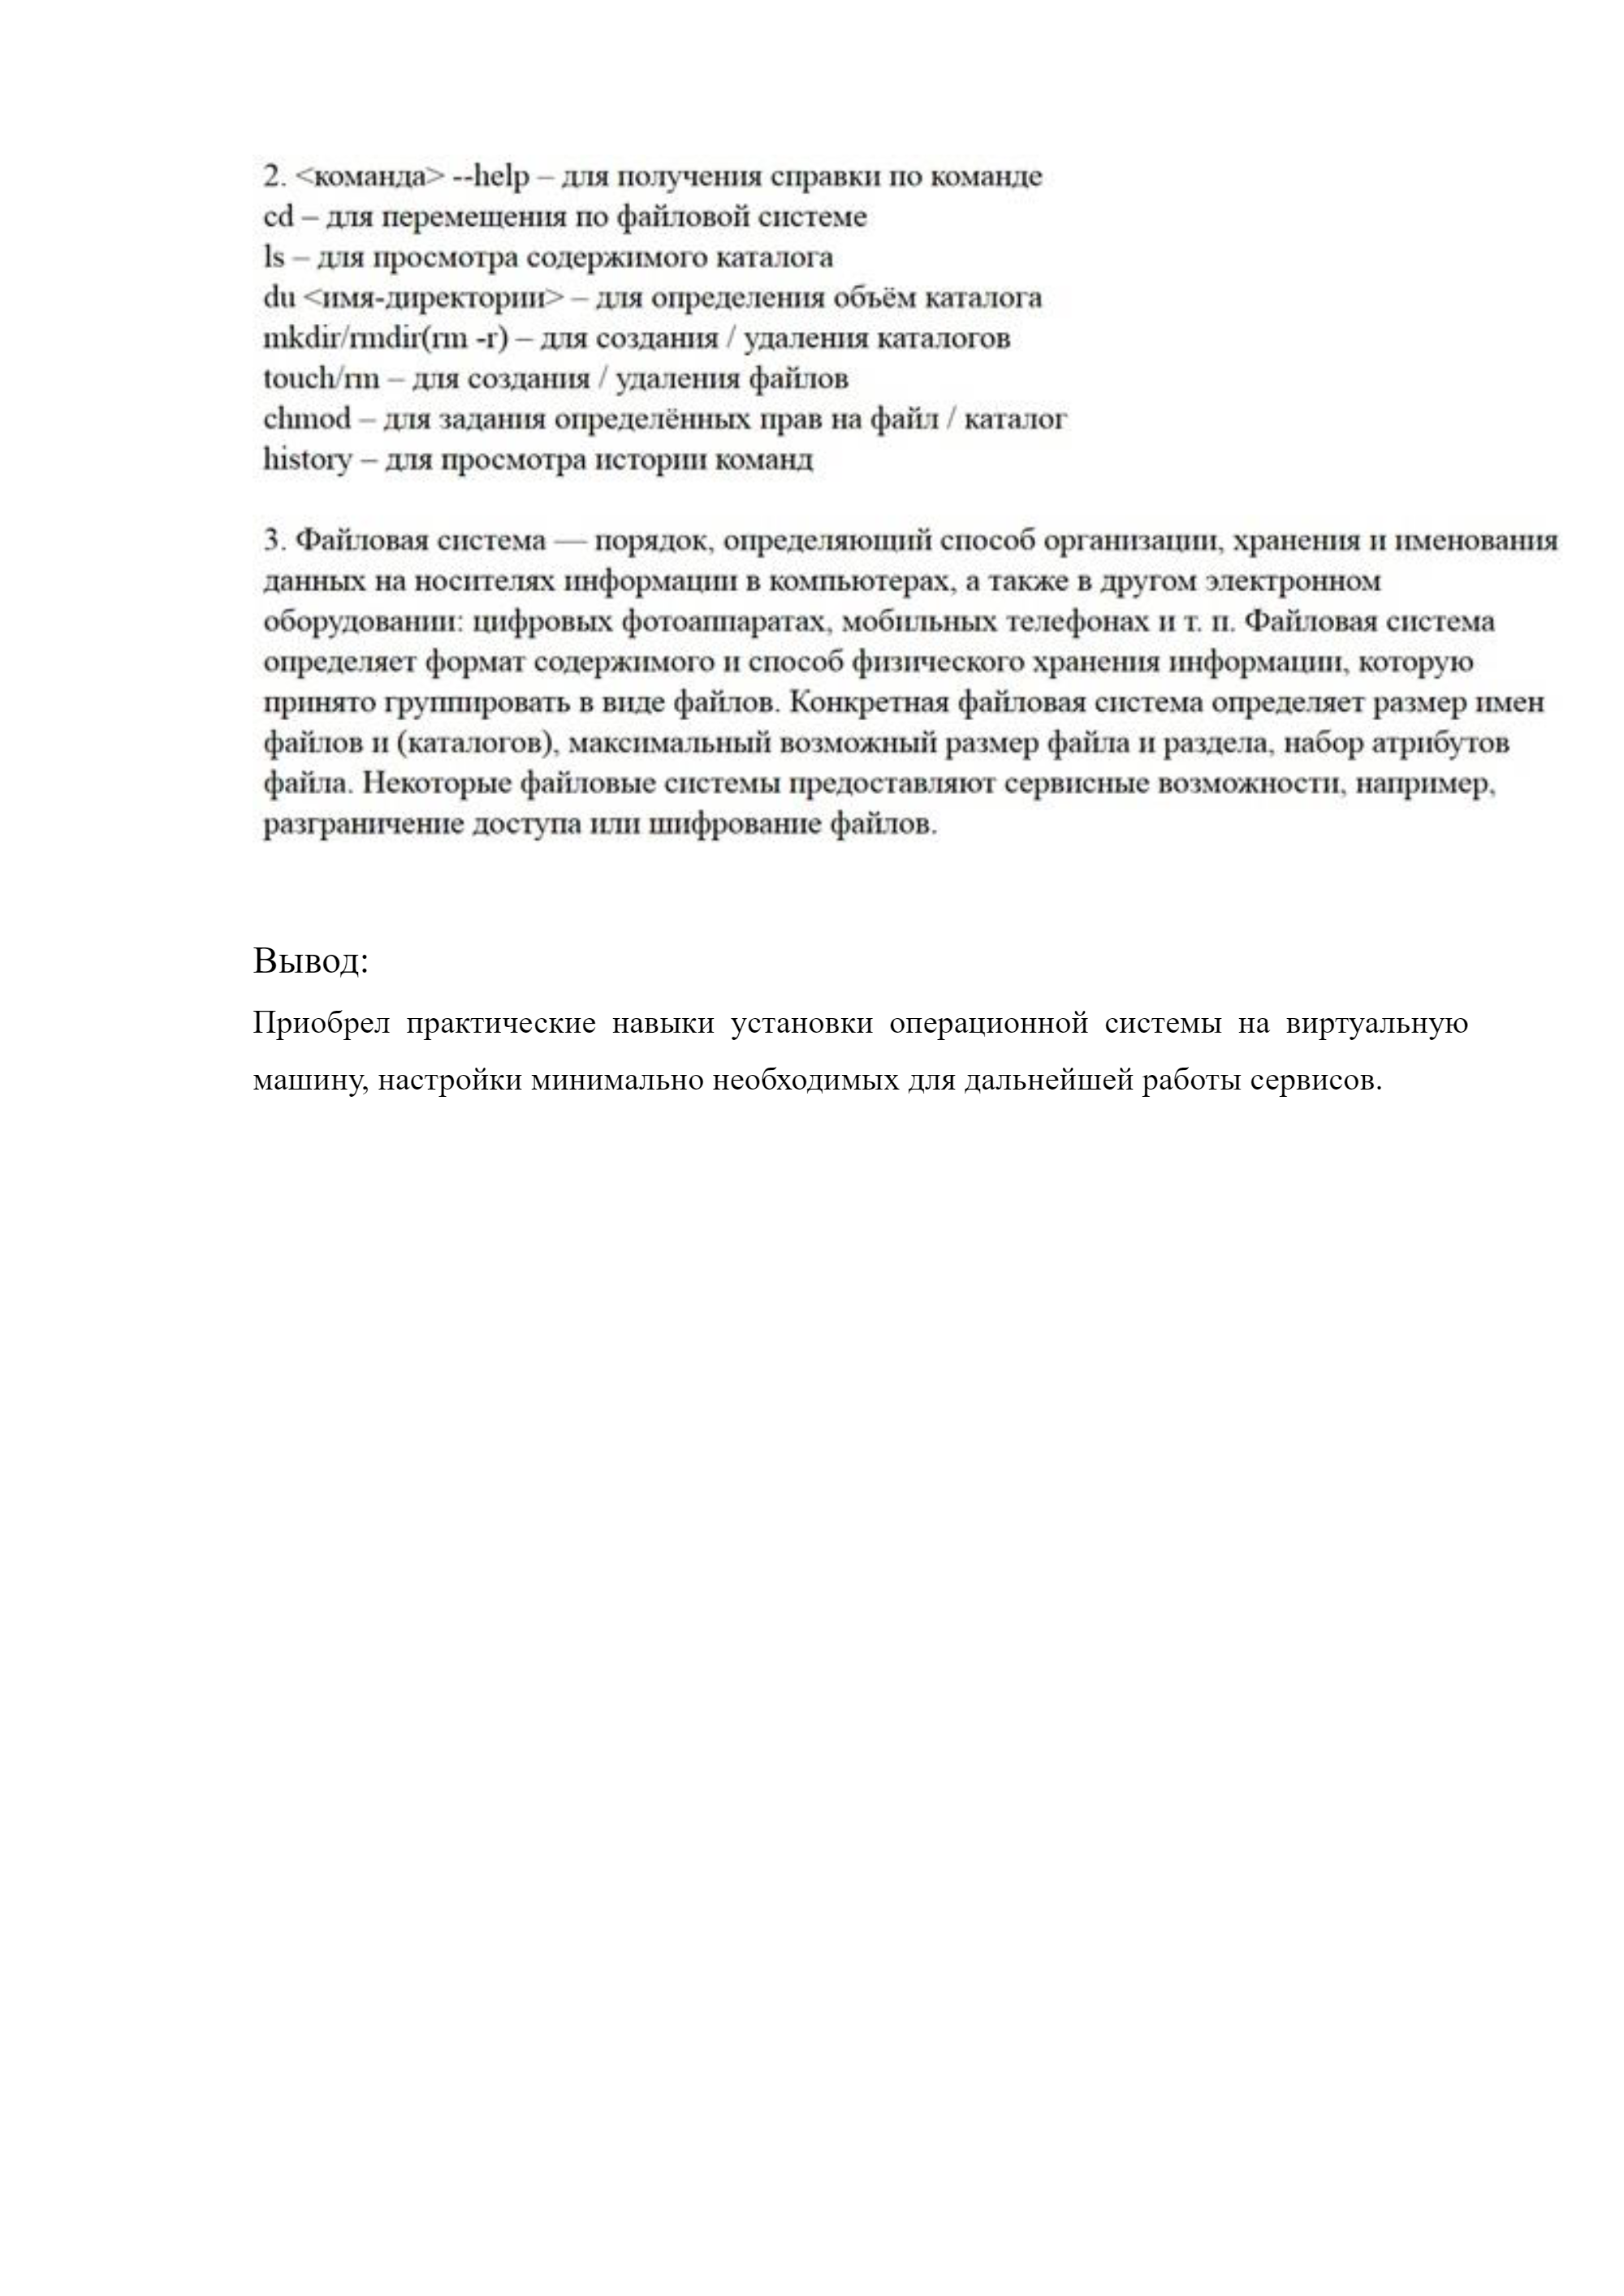 2. <команда> --help – для получения справки по команде
cd – для перемещения по файловой системе
ls – для просмотра содержимого каталога
du <имя-директории> – для определения объём каталога
mkdir/rmdir(rm -r) – для создания / удаления каталогов
touch/rm – для создания / удаления файлов
chmod – для задания определённых прав на файл / каталог
history – для просмотра истории команд
3. Файловая система — порядок, определяющий способ организации, хранения и именования
данных на носителях информации в компьютерах, а также в другом электронном
оборудовании: цифровых фотоаппаратах, мобильных телефонах и т. п. Файловая система
определяет формат содержимого и способ физического хранения информации, которую
принято группировать в виде файлов. Конкретная файловая система определяет размер имен
файлов и (каталогов), максимальный возможный размер файла и раздела, набор атрибутов
файла. Некоторые файловые системы предоставляют сервисные возможности, например,
разграничение доступа или шифрование файлов.
Вывод:
Приобрел практические навыки установки операционной системы на виртуальную
машину, настройки минимально необходимых для дальнейшей работы сервисов.